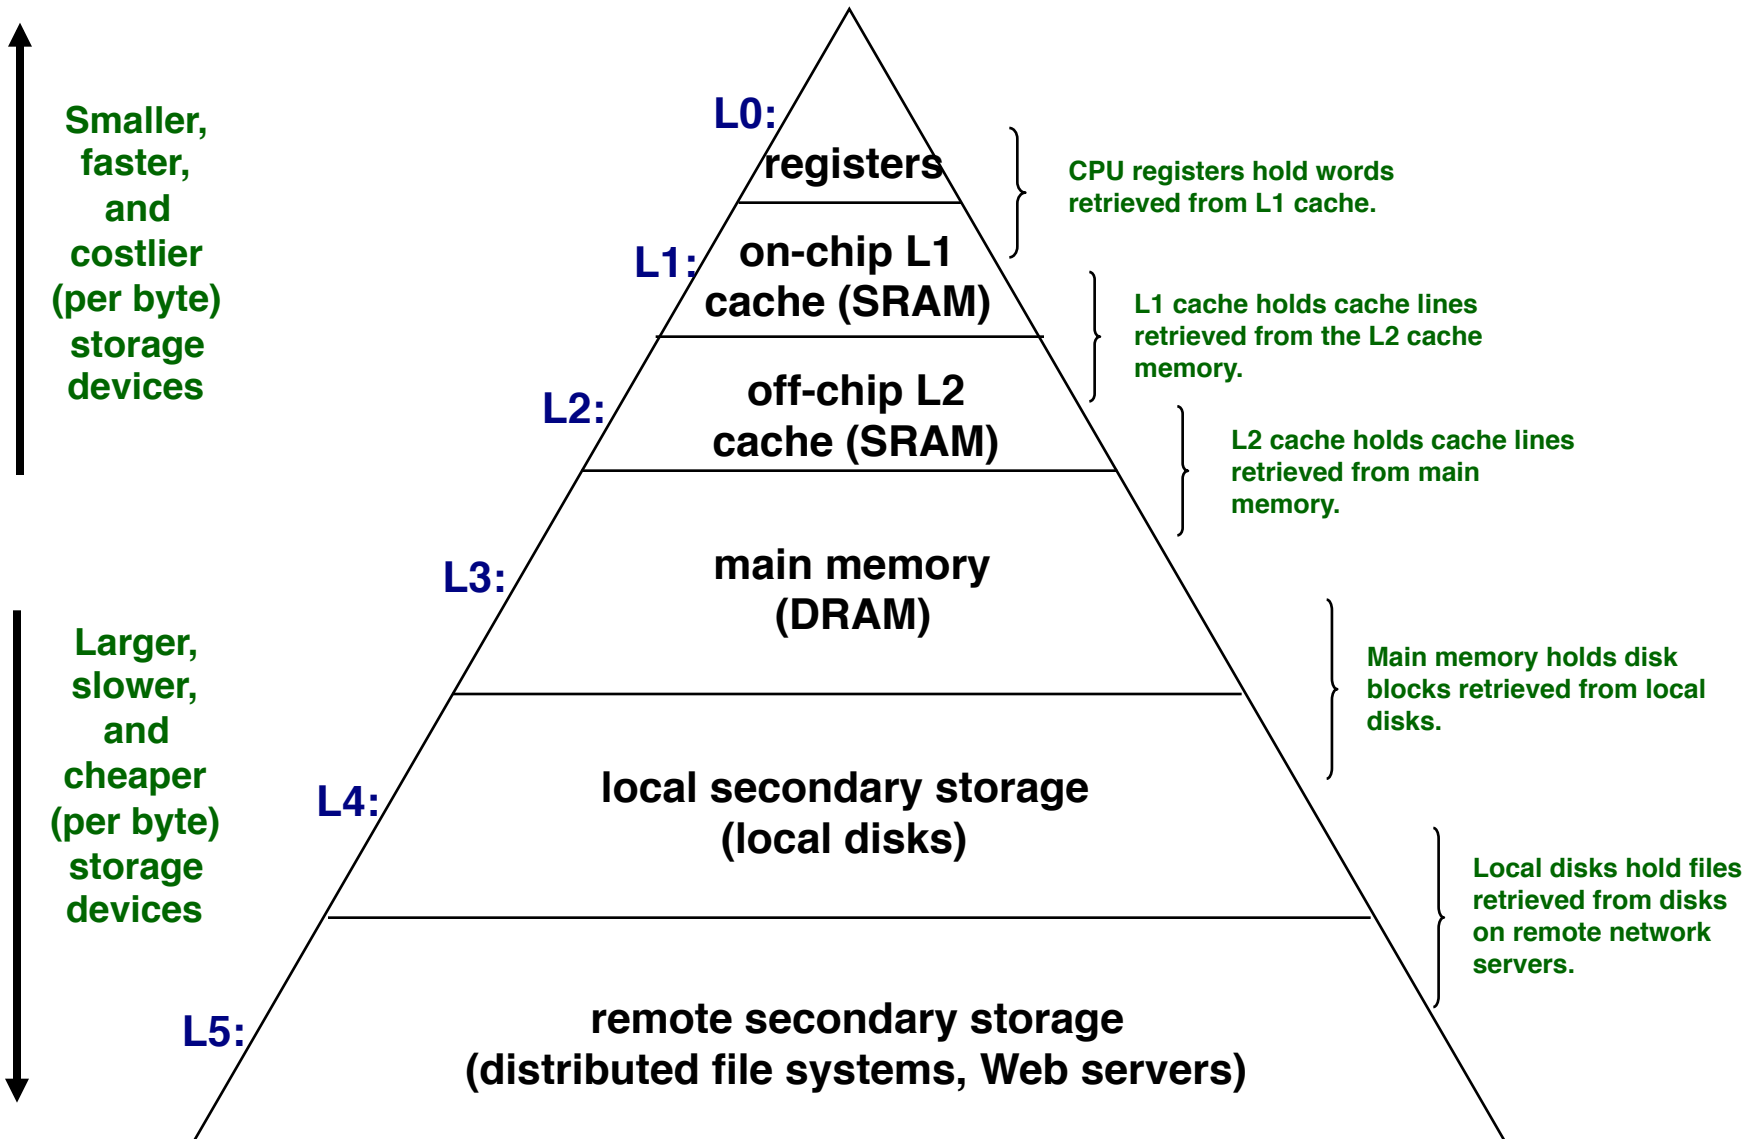 Smaller,
faster,
and
costlier
(per byte)
storage
devices
Larger,
slower,
and
cheaper
(per byte)
storage
devices
L0:
registers
L1:
on-chip L1
cache (SRAM)
L2:
off-chip L2
cache (SRAM)
L3:
main memory
(DRAM)
L4:
local secondary storage
(local disks)
L5:
remote secondary storage
(distributed file systems, Web servers)
CPU registers hold words
retrieved from L1 cache.
L1 cache holds cache lines
retrieved from the L2 cache
memory.
L2 cache holds cache lines
retrieved from main
memory.
Main memory holds disk
blocks retrieved from local
disks.
Local disks hold files
retrieved from disks
on remote network
servers.